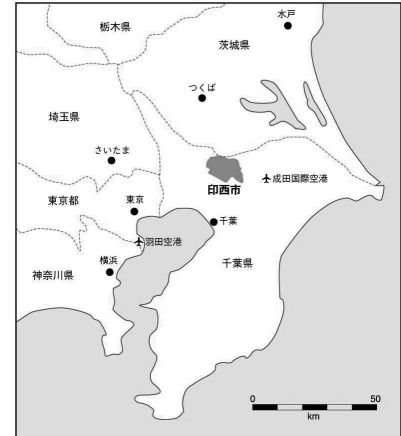 水戸
栃木県
茨城県
つくば
埼玉県
さいたま
成田国際空港
印西市
東京都
東京
千葉
羽田空港
横浜
千葉県
神奈川県
0 50
km